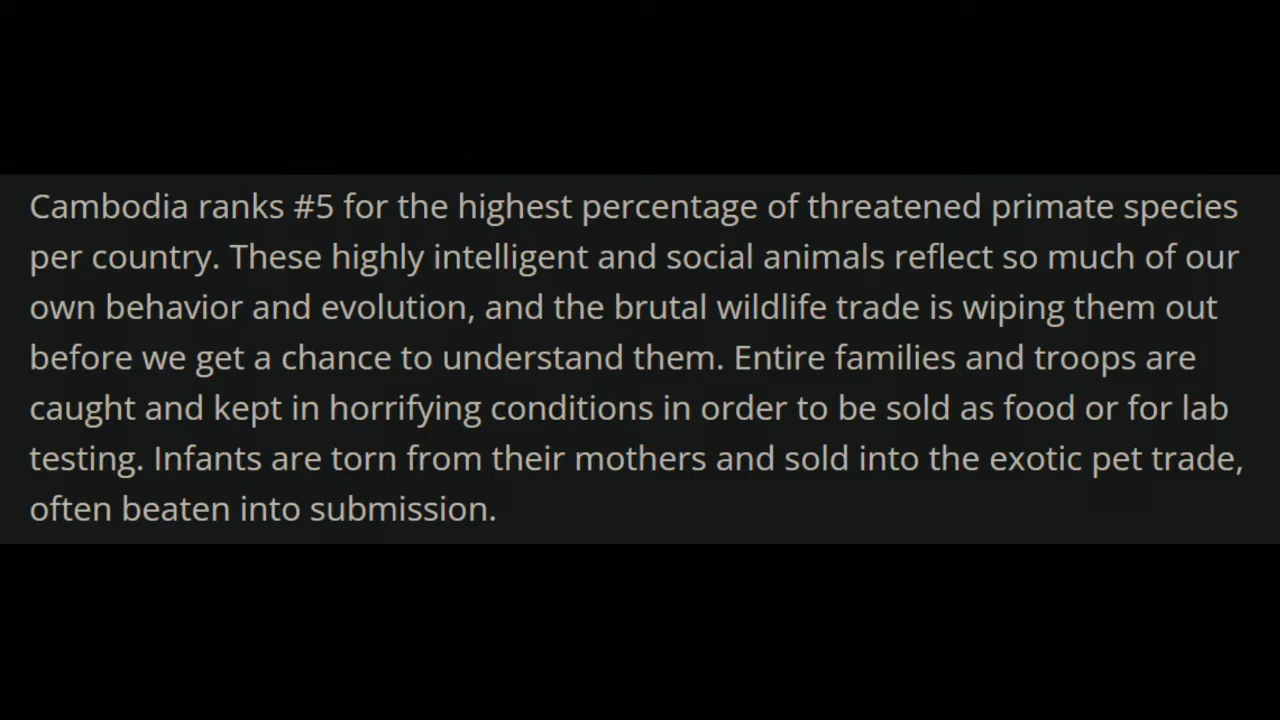 Cambodia ranks #5 for the highest percentage of threatened primate species
per country. These highly intelligent and social animals reflect so much of our
own behavior and evolution, and the brutal wildlife trade is wiping them out
before we get a chance to understand them. Entire families and troops are
caught and kept in horrifying conditions in order to be sold as food or for lab
testing. Infants are torn from their mothers and sold into the exotic pet trade,
often beaten into submission.